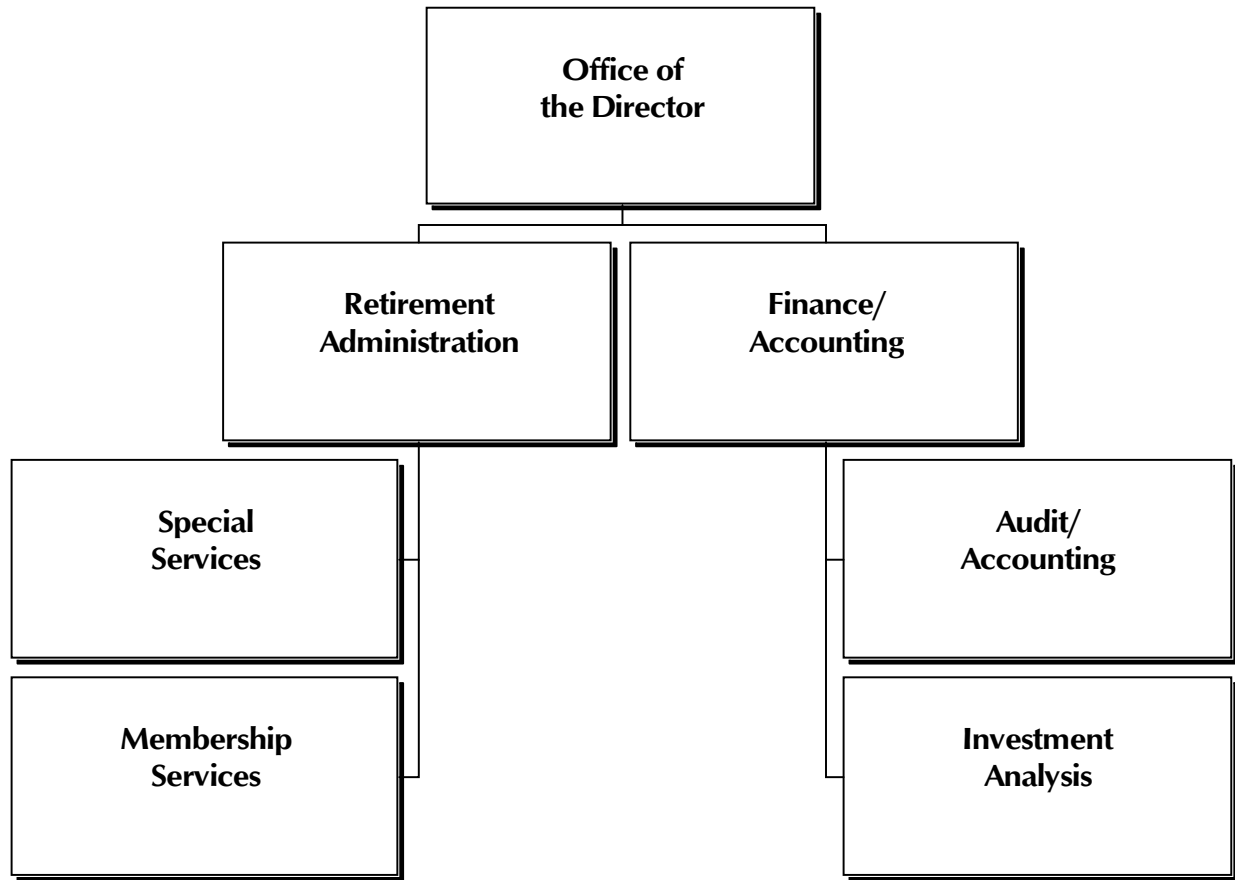 Office of
the Director
Retirement
Administration
Finance/
Accounting
Special
Services
Audit/
Accounting
Membership
Services
Investment
Analysis